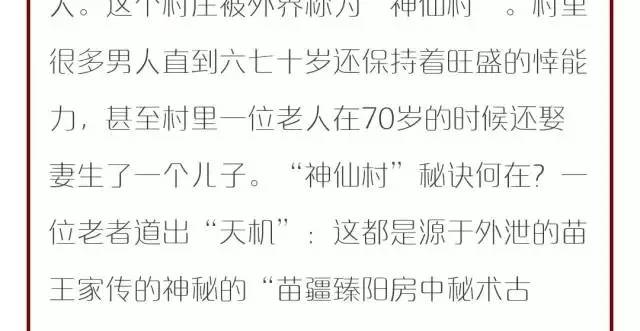 人。这个村庄被外界称为“神仙村”。村里
很多男人直到六七十岁还保持着旺盛的悻能
力，甚至村里一位老人在70岁的时候还娶
妻生了一个儿子。“神仙村”秘诀何在？一
位老者道出“天机”：这都是源于外泄的苗
王家传的神秘的“苗疆臻阳房中秘术古